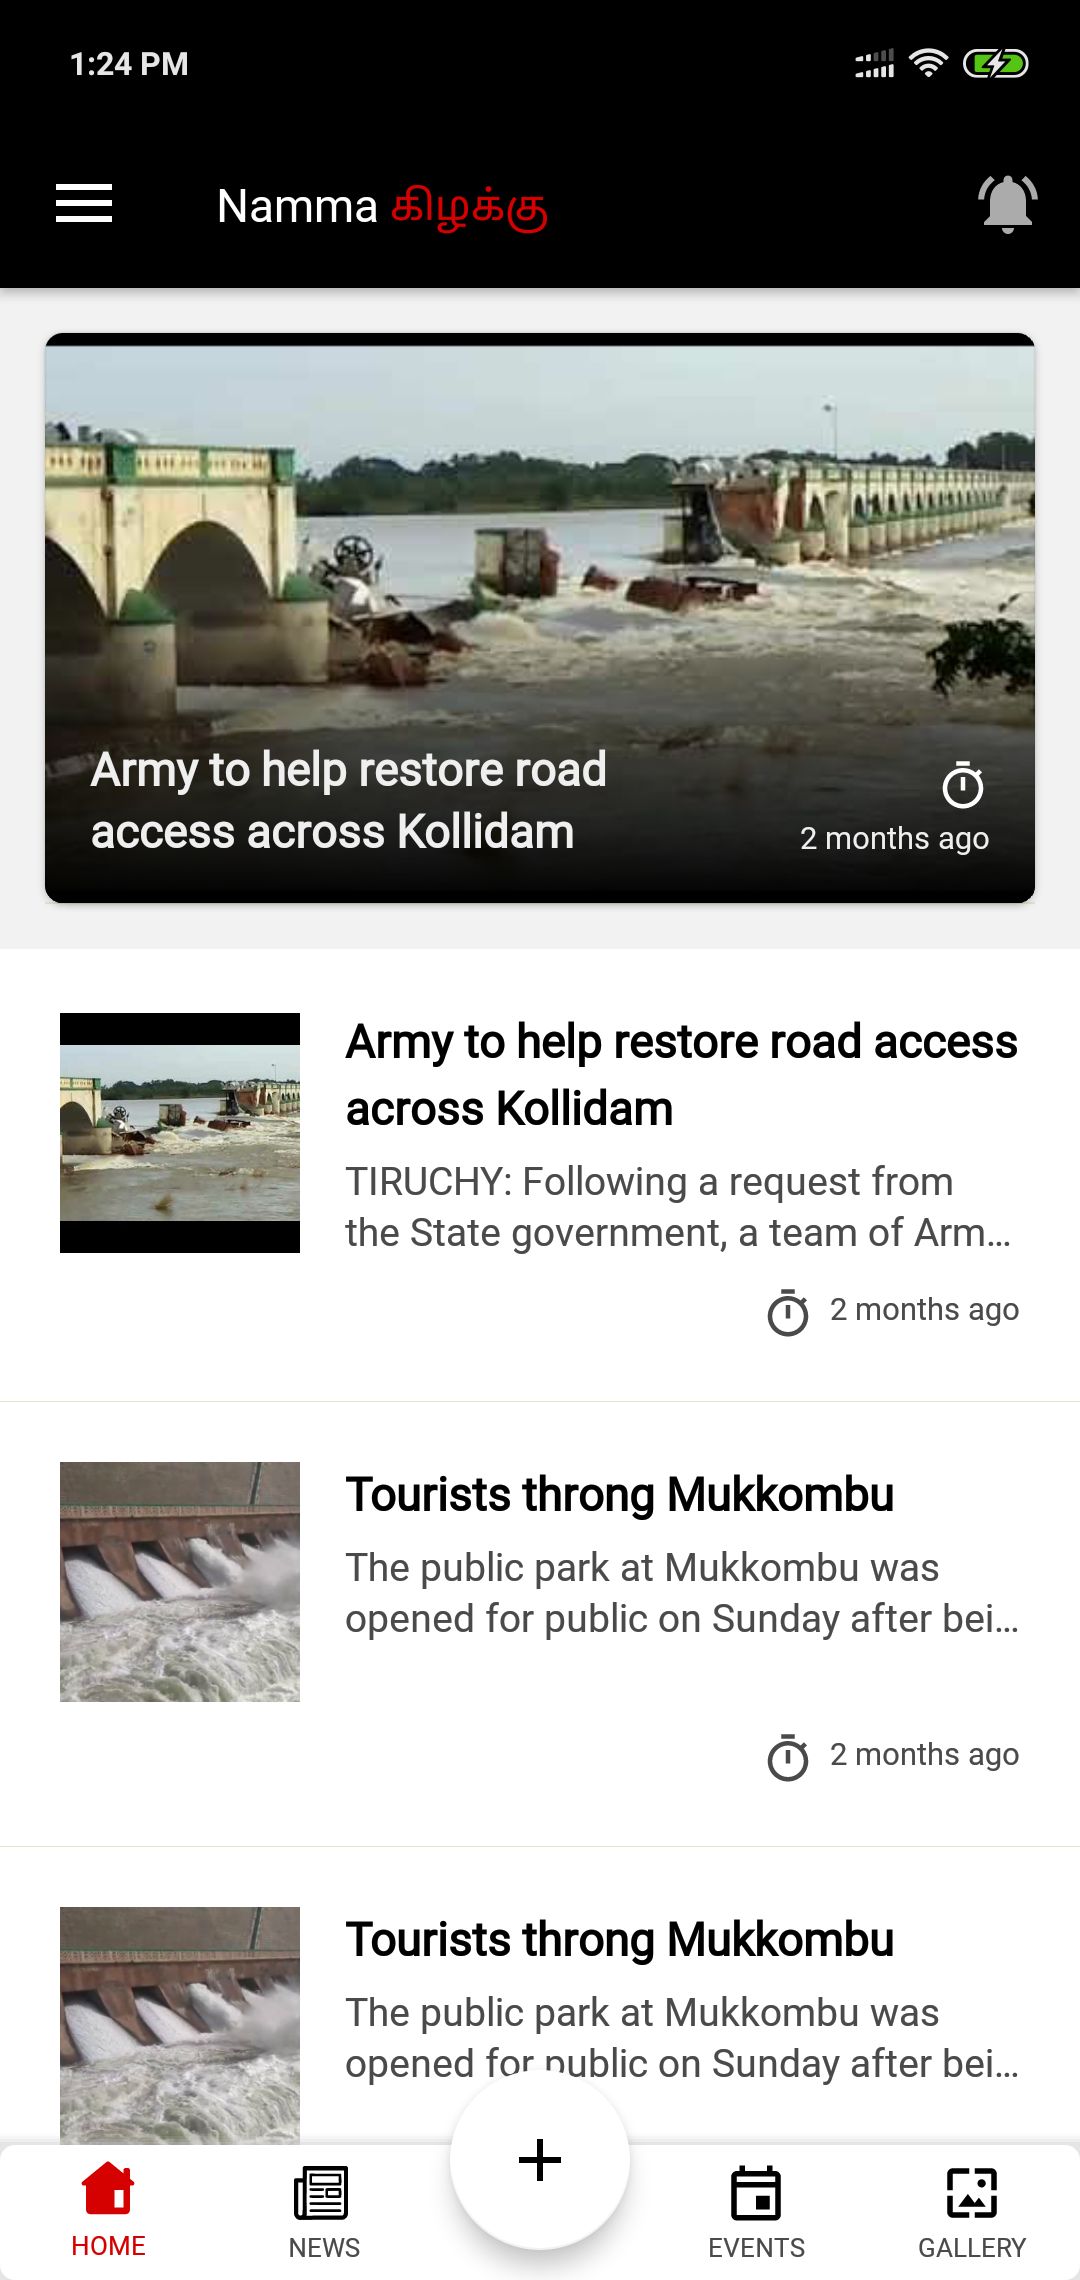 1:24 PM
Namma கிழக்கு
Army to help restore road
access across Kollidam
2 months ago
Army to help restore road access
across Kollidam
TIRUCHY: Following a request from
the State government, a team of Arm…
2 months ago
Tourists throng Mukkombu
The public park at Mukkombu was
opened for public on Sunday after bei…
2 months ago
Tourists throng Mukkombu
The public park at Mukkombu was
opened for public on Sunday after bei…
HOME
NEWS
EVENTS
GALLERY